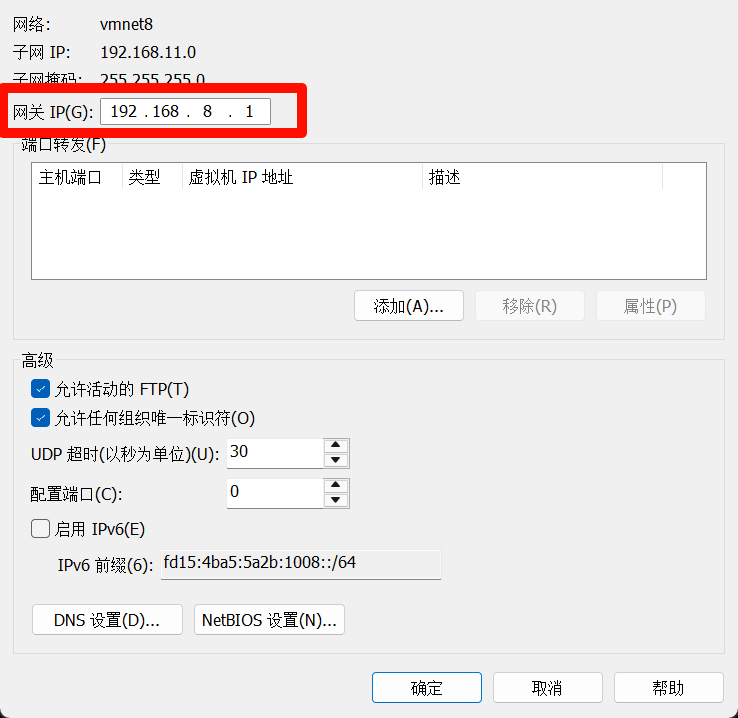 网络: vmnet8
子网 IP: 192.168.11.0
子网掩码: 255.255.255.0
网关 IP(G): 192 . 168 . 8 . 1
端口转发(F)
主机端口 类型 虚拟机 IP 地址 描述
添加(A)... 移除(R) 属性(P)
高级
允许活动的 FTP(T)
允许任何组织唯一标识符(O)
UDP 超时(以秒为单位)(U): 30
配置端口(C): 0
启用 IPv6(E)
IPv6 前缀(6): fd15:4ba5:5a2b:1008::/64
DNS 设置(D)... NetBIOS 设置(N)...
确定 取消 帮助